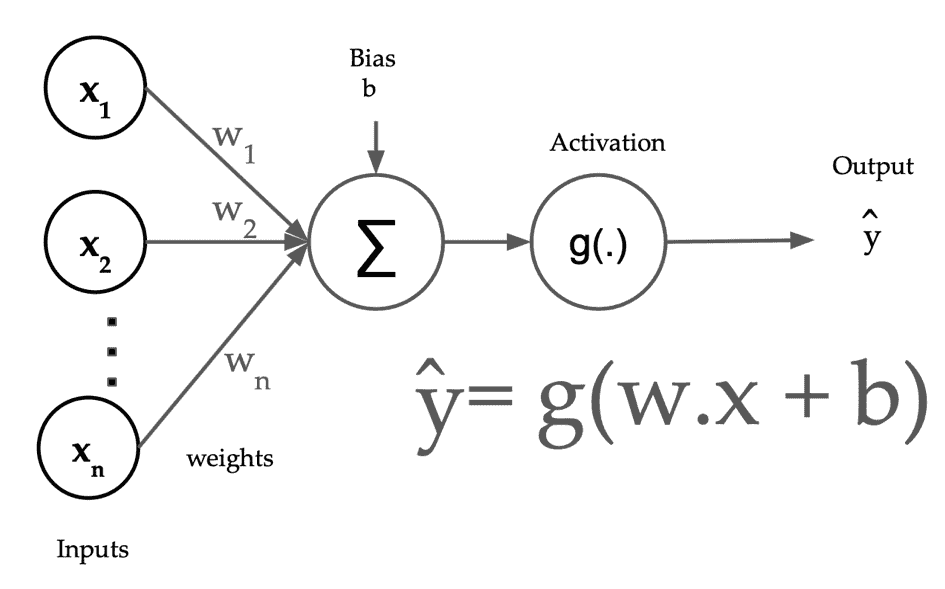 x₁
w₁
Bias
b
Activation
Output
ŷ
x₂
w₂
∑
g(.)
xₙ
wₙ
weights
Inputs
ŷ= g(w.x + b)